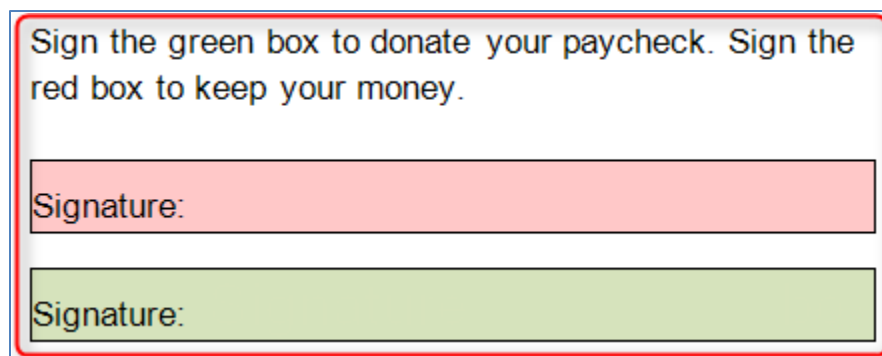 Sign the green box to donate your paycheck. Sign the
red box to keep your money.
Signature:
Signature: